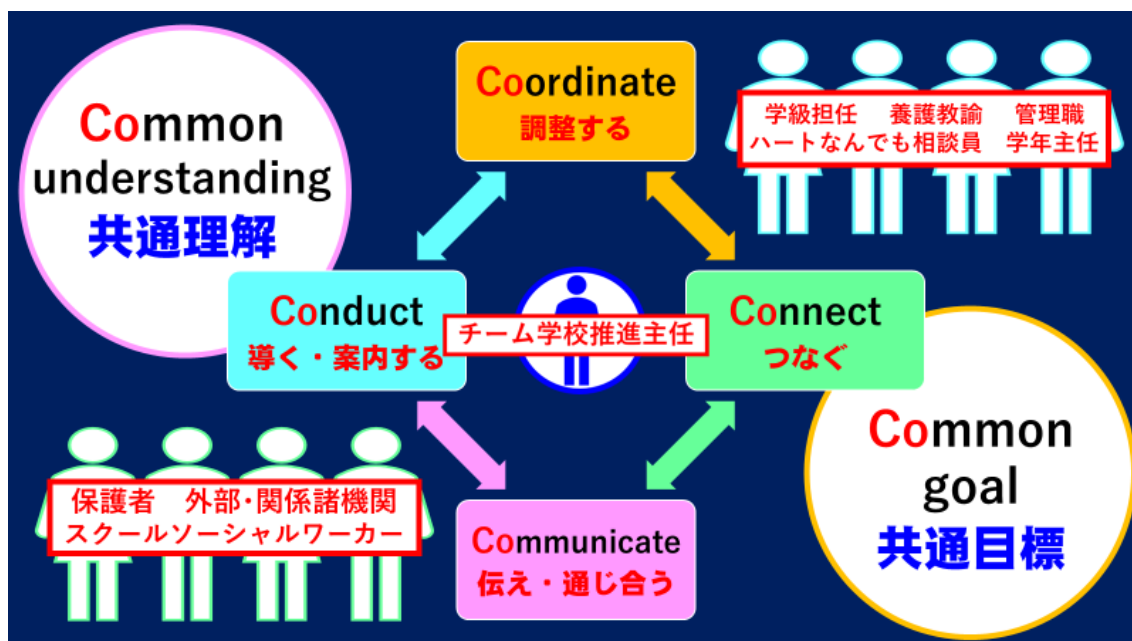 Common
understanding
共通理解
Coordinate
調整する
学級担任　養護教諭　管理職
ハートなんでも相談員　学年主任
Conduct
導く・案内する
チーム学校推進主任
Connect
つなぐ
保護者　外部・関係諸機関
スクールソーシャルワーカー
Communicate
伝え・通じ合う
Common
goal
共通目標